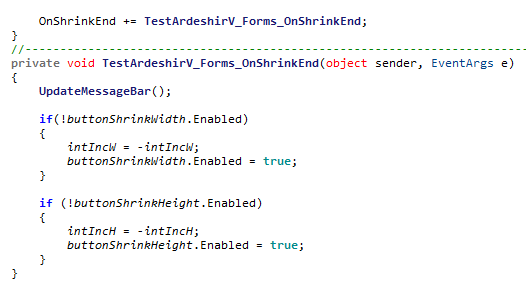 OnShrinkEnd += TestArdeshirV_Forms_OnShrinkEnd;
}
//------------------------------------------------------------------------
private void TestArdeshirV_Forms_OnShrinkEnd(object sender, EventArgs e)
{
UpdateMessageBar();
if(!buttonShrinkWidth.Enabled)
{
intIncW = -intIncW;
buttonShrinkWidth.Enabled = true;
}
if (!buttonShrinkHeight.Enabled)
{
intIncH = -intIncH;
buttonShrinkHeight.Enabled = true;
}
}